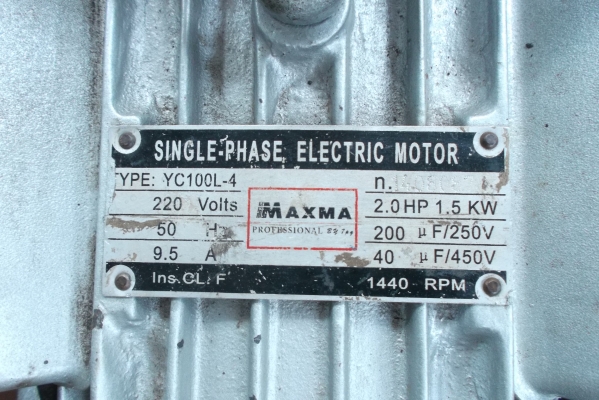 SINGLE-PHASE ELECTRIC MOTOR
TYPE: YC100L-4
n.
220 Volts
2.0 HP 1.5 KW
MAXMA
PROFESSIONAL
50 H
200 µF/250V
9.5 A
40 µF/450V
Ins.CL.F
1440 RPM